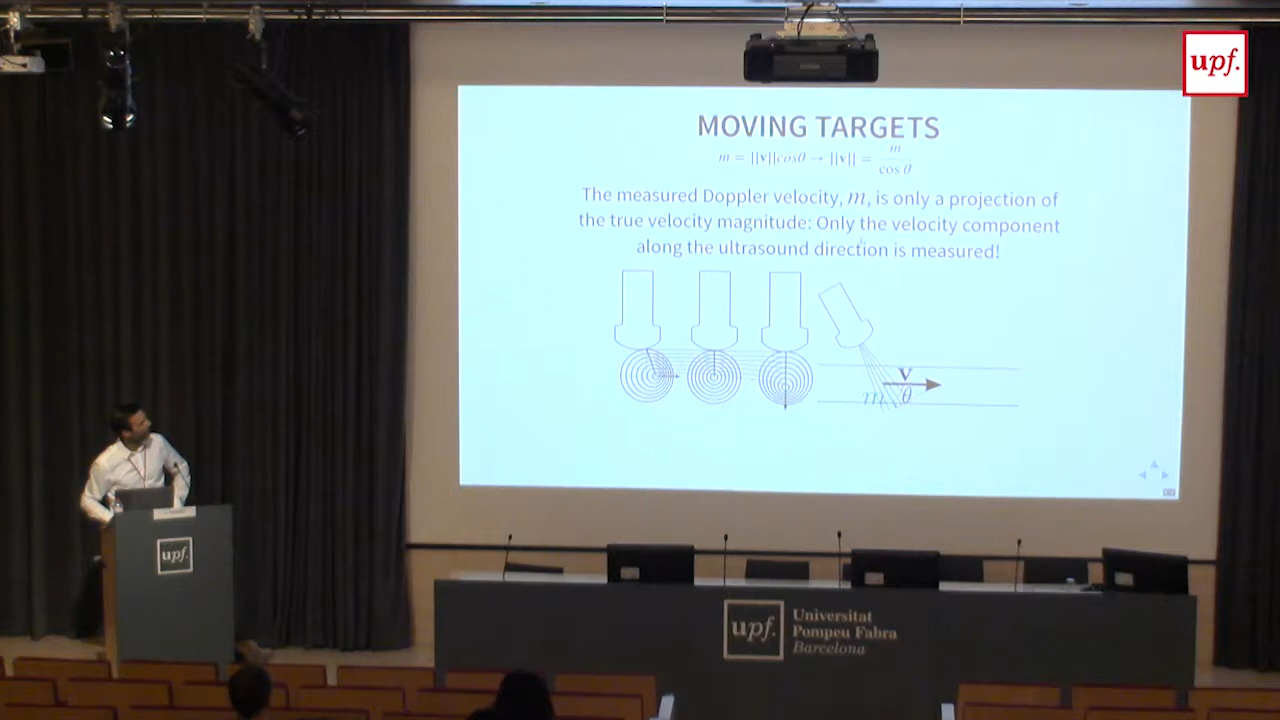 upf.
MOVING TARGETS
m = ||v||cosθ → ||v|| = m / cos θ
The measured Doppler velocity, m, is only a projection of
the true velocity magnitude: Only the velocity component
along the ultrasound direction is measured!
v
m θ
upf.
upf.
Universitat
Pompeu Fabra
Barcelona